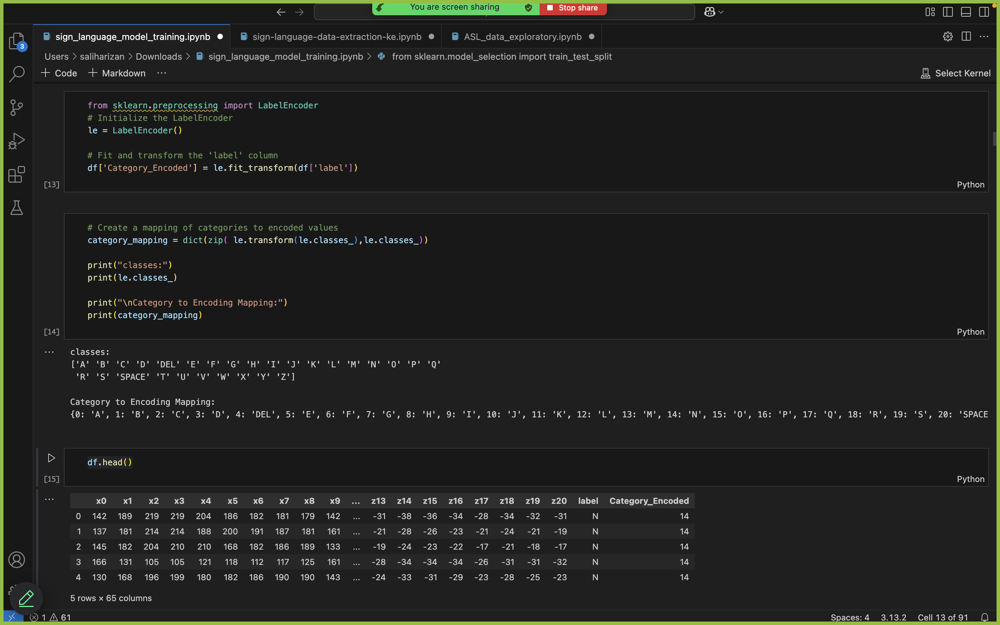 You are screen sharing Stop share
sign_language_model_training.ipynb sign-language-data-extraction-ke.ipynb ASL_data_exploratory.ipynb
3
Users > saliharizan > Downloads > sign_language_model_training.ipynb > from sklearn.model_selection import train_test_split
+ Code + Markdown ... Select Kernel
from sklearn.preprocessing import LabelEncoder
# Initialize the LabelEncoder
le = LabelEncoder()
# Fit and transform the 'label' column
df['Category_Encoded'] = le.fit_transform(df['label'])
[13] Python
# Create a mapping of categories to encoded values
category_mapping = dict(zip( le.transform(le.classes_),le.classes_))
print("classes:")
print(le.classes_)
print("\nCategory to Encoding Mapping:")
print(category_mapping)
[14] Python
... classes:
['A' 'B' 'C' 'D' 'DEL' 'E' 'F' 'G' 'H' 'I' 'J' 'K' 'L' 'M' 'N' 'O' 'P' 'Q'
'R' 'S' 'SPACE' 'T' 'U' 'V' 'W' 'X' 'Y' 'Z']
Category to Encoding Mapping:
{0: 'A', 1: 'B', 2: 'C', 3: 'D', 4: 'DEL', 5: 'E', 6: 'F', 7: 'G', 8: 'H', 9: 'I', 10: 'J', 11: 'K', 12: 'L', 13: 'M', 14: 'N', 15: 'O', 16: 'P', 17: 'Q', 18: 'R', 19: 'S', 20: 'SPACE
df.head()
[15] Python
... x0 x1 x2 x3 x4 x5 x6 x7 x8 x9 ... z13 z14 z15 z16 z17 z18 z19 z20 label Category_Encoded
0 142 189 219 219 204 186 182 181 179 142 ... -31 -38 -36 -34 -28 -34 -32 -31 N 14
1 137 181 214 214 188 200 191 187 181 161 ... -21 -28 -26 -23 -21 -24 -21 -19 N 14
2 145 182 204 210 210 168 182 186 189 133 ... -19 -24 -23 -22 -17 -21 -18 -17 N 14
3 166 131 105 105 121 118 112 117 125 161 ... -28 -34 -34 -34 -26 -31 -31 -32 N 14
4 130 168 196 199 180 182 186 190 190 143 ... -24 -33 -31 -29 -23 -28 -25 -23 N 14
5 rows × 65 columns
1 61 Spaces: 4 3.13.2 Cell 13 of 91